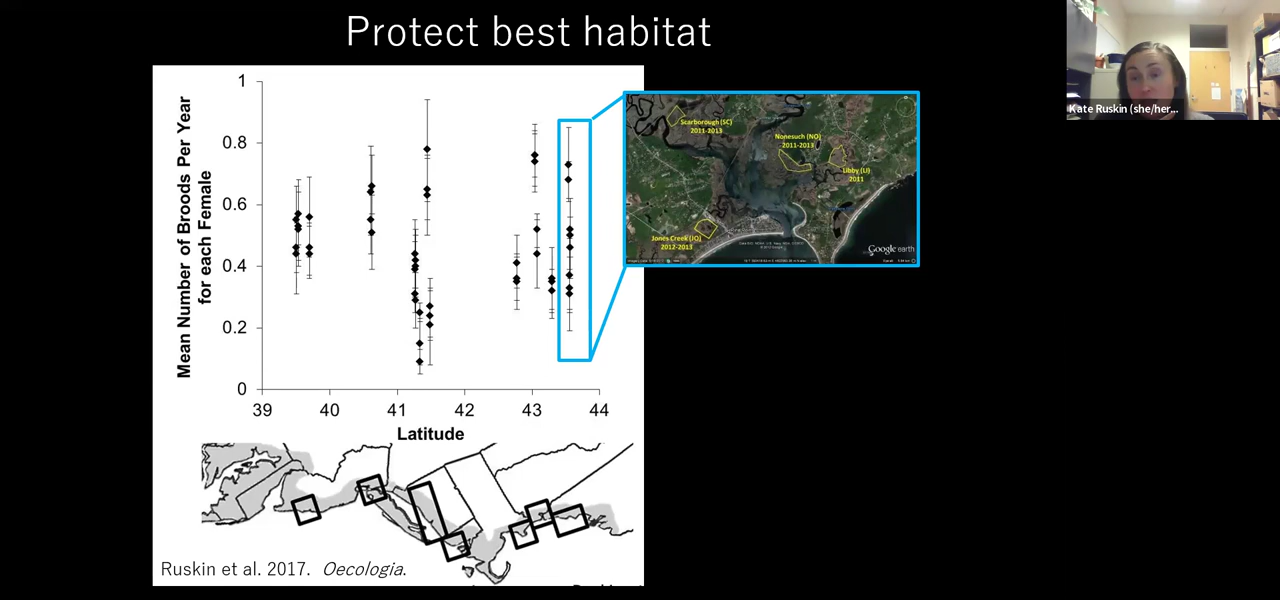 Protect best habitat
Kate Ruskin (she/her...
Mean Number of Broods Per Year
for each Female
1
0.8
0.6
0.4
0.2
0
39
40
41
42
43
44
Latitude
Scarborough (SC)
2011-2013
Nonesuch (NO)
2011-2013
Libby (LI)
2011
Jones Creek (JO)
2012-2013
Google earth
Ruskin et al. 2017. Oecologia.